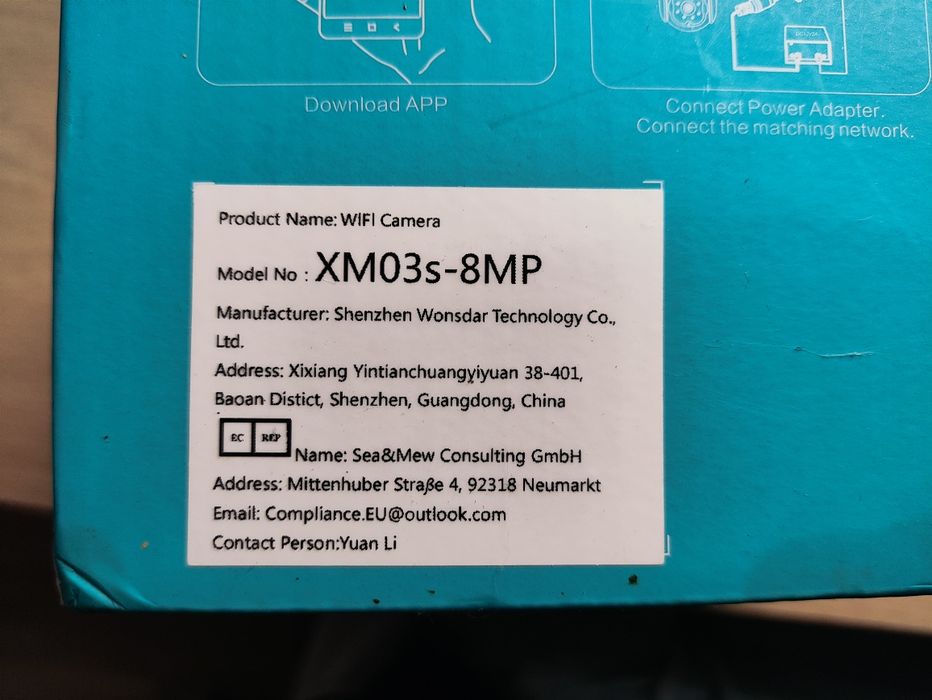 Download APP
Connect Power Adapter.
Connect the matching network.
Product Name: WIFI Camera
Model No : XM03s-8MP
Manufacturer: Shenzhen Wonsdar Technology Co.,
Ltd.
Address: Xixiang Yintianchuangyiyuan 38-401,
Baoan Distict, Shenzhen, Guangdong, China
EC REP
Name: Sea&Mew Consulting GmbH
Address: Mittenhuber Straße 4, 92318 Neumarkt
Email: Compliance.EU@outlook.com
Contact Person:Yuan Li